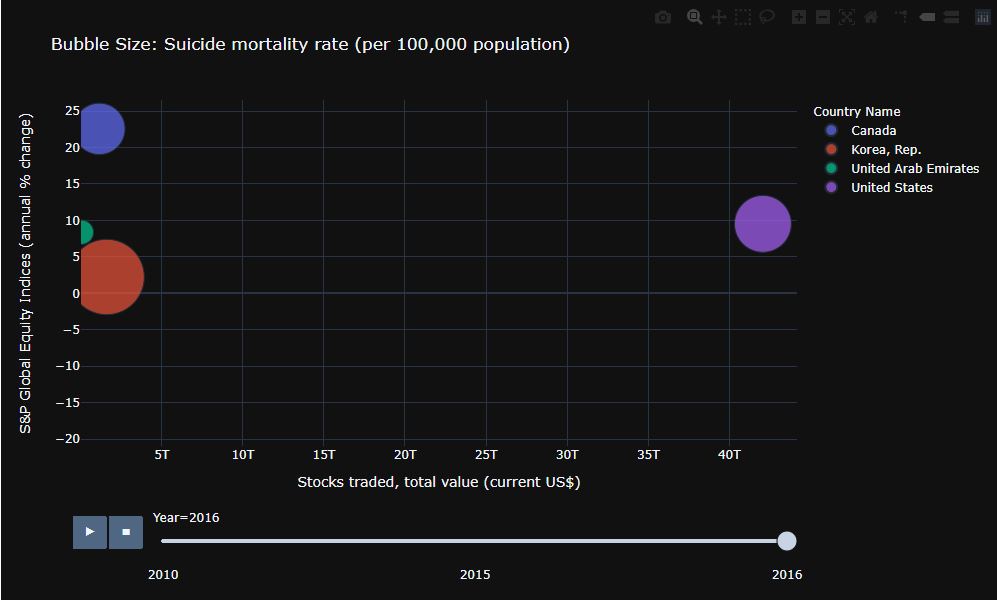 Bubble Size: Suicide mortality rate (per 100,000 population)
S&P Global Equity Indices (annual % change)
25
20
15
10
5
0
−5
−10
−15
−20
5T 10T 15T 20T 25T 30T 35T 40T
Stocks traded, total value (current US$)
Country Name
Canada
Korea, Rep.
United Arab Emirates
United States
Year=2016
2010 2015 2016